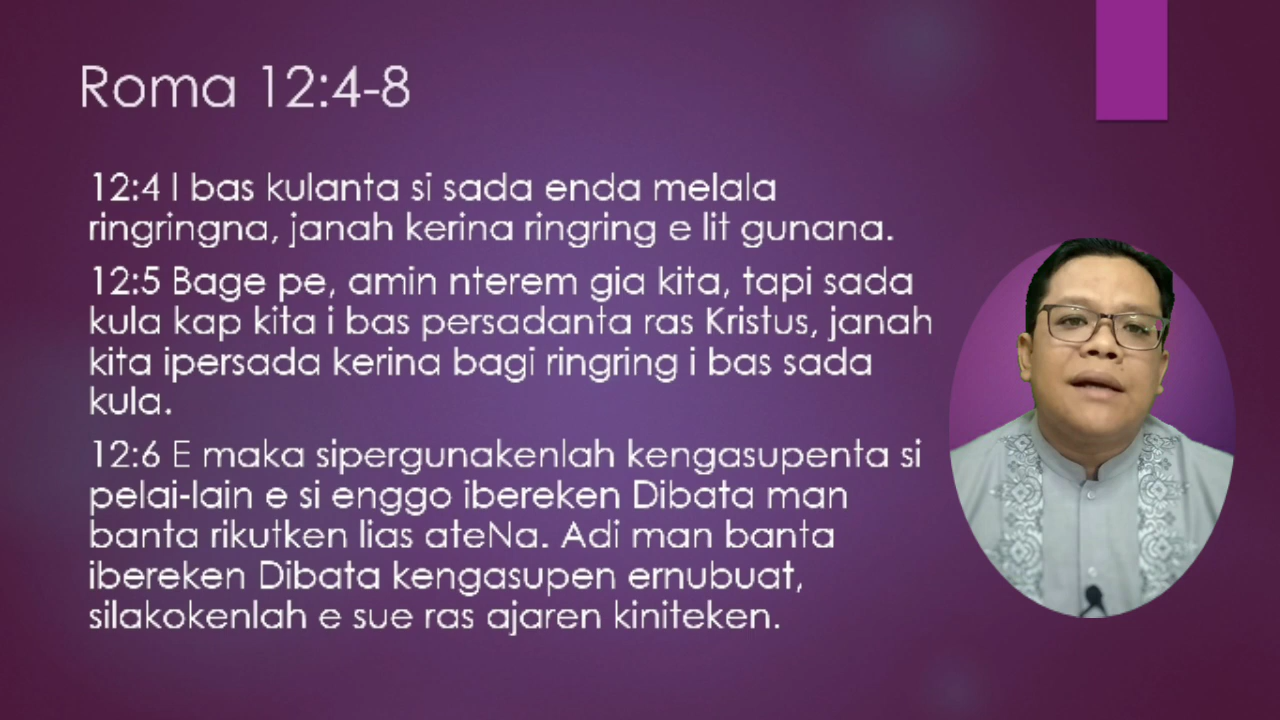 Roma 12:4-8
12:4 I bas kulanta si sada enda melala
ringringna, janah kerina ringring e lit gunana.
12:5 Bage pe, amin nterem gia kita, tapi sada
kula kap kita i bas persadanta ras Kristus, janah
kita ipersada kerina bagi ringring i bas sada
kula.
12:6 E maka sipergunakenlah kengasupenta si
pelai-lain e si enggo ibereken Dibata man
banta rikutken lias ateNa. Adi man banta
ibereken Dibata kengasupen ernubuat,
silakokenlah e sue ras ajaren kiniteken.